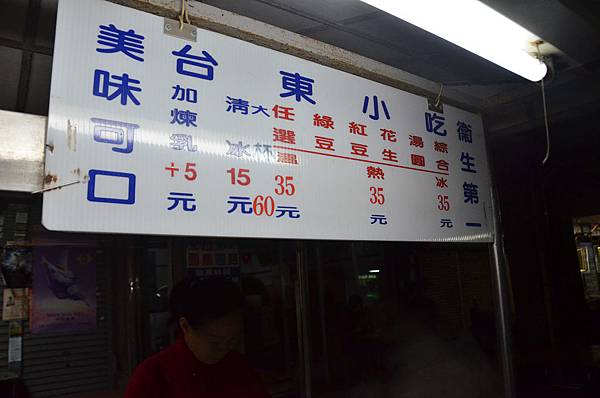 台東小吃
衛生第一
綜合冰 35 元
湯圓
花生
紅豆
綠豆
熱 35 元
任選 35 元
大杯 60
清冰 15 元
加煉乳 +5 元
美味可口